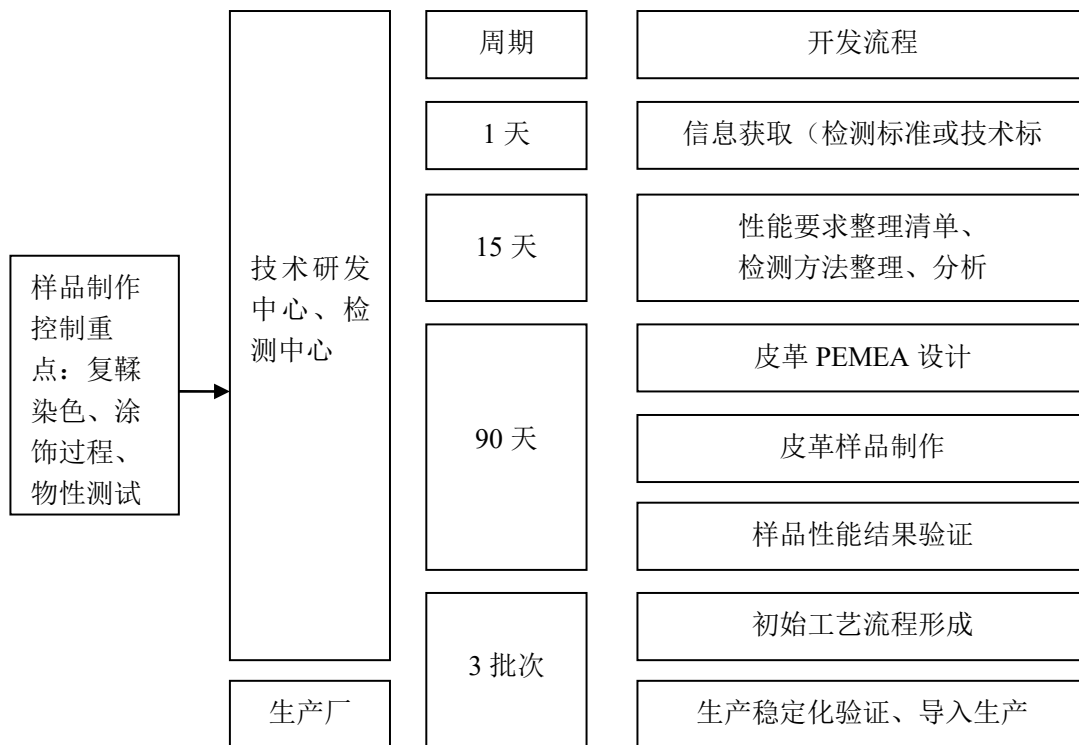 周期
开发流程
1 天
信息获取（检测标准或技术标
15 天
性能要求整理清单、
检测方法整理、分析
样品制作
控制重
点：复鞣
染色、涂
饰过程、
物性测试
技术研发
中心、检
测中心
90 天
皮革 PEMEA 设计
皮革样品制作
样品性能结果验证
3 批次
初始工艺流程形成
生产厂
生产稳定化验证、导入生产